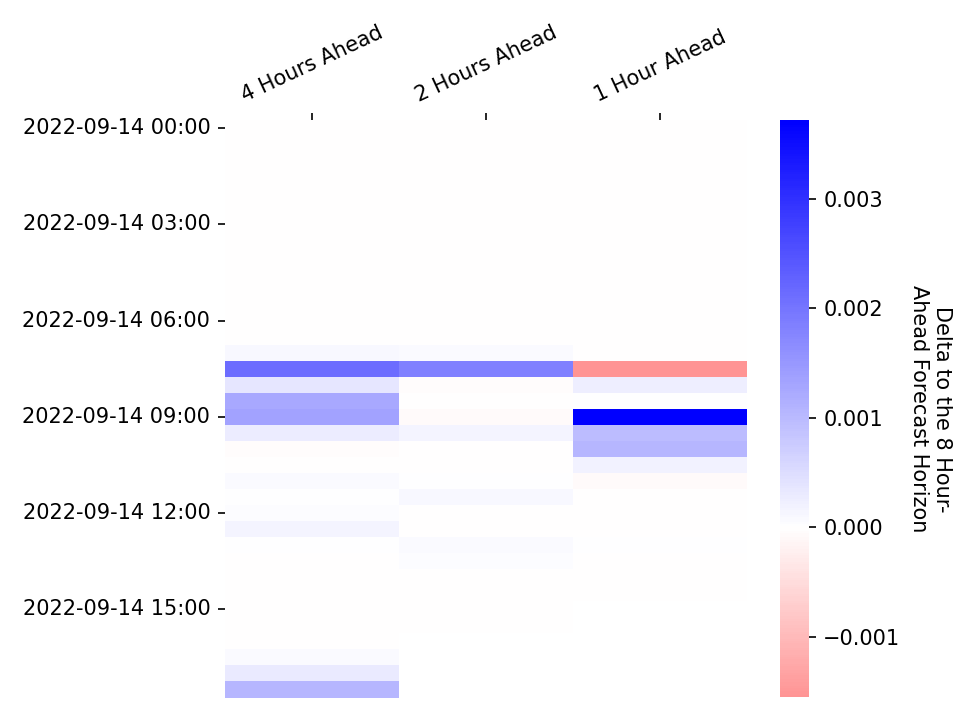 4 Hours Ahead
2 Hours Ahead
1 Hour Ahead
2022-09-14 00:00
2022-09-14 03:00
2022-09-14 06:00
2022-09-14 09:00
2022-09-14 12:00
2022-09-14 15:00
0.003
0.002
0.001
0.000
−0.001
Delta to the 8 Hour-
Ahead Forecast Horizon